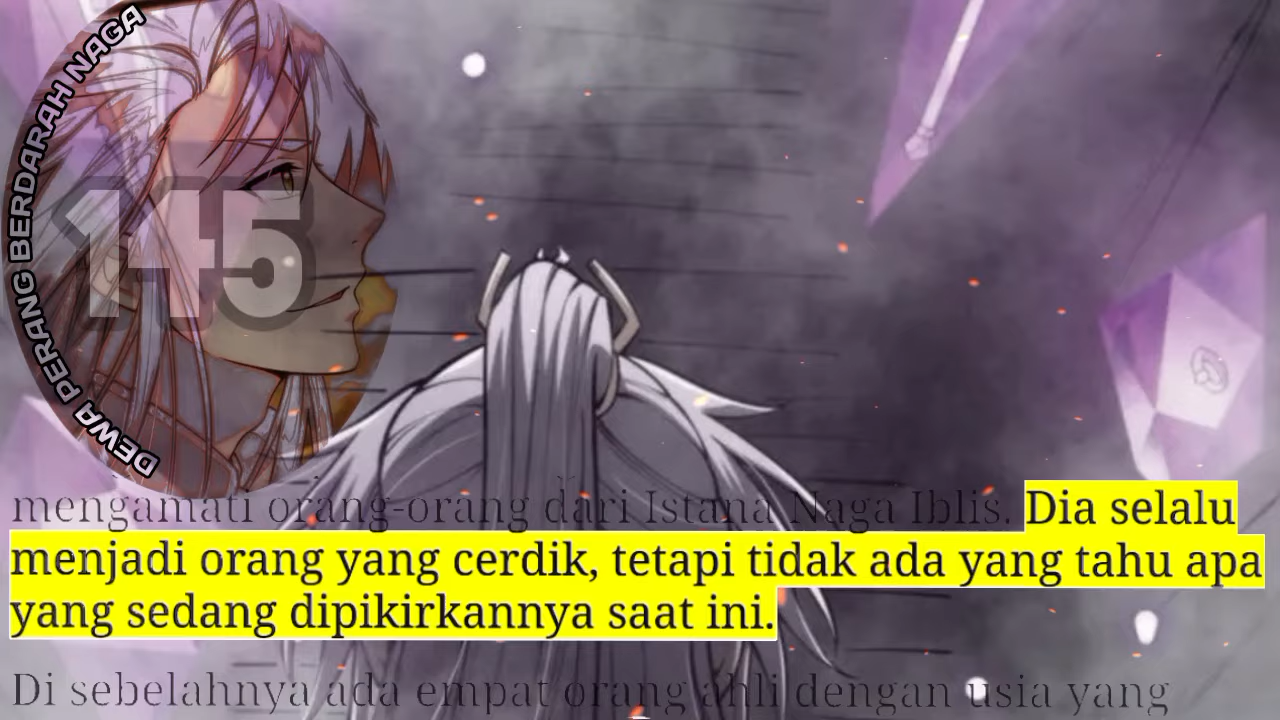 DEWA PERANG BERDARAH NAGA
145
mengamati orang-orang dari Istana Naga Iblis. Dia selalu
menjadi orang yang cerdik, tetapi tidak ada yang tahu apa
yang sedang dipikirkannya saat ini.
Di sebelahnya ada empat orang ahli dengan usia yang